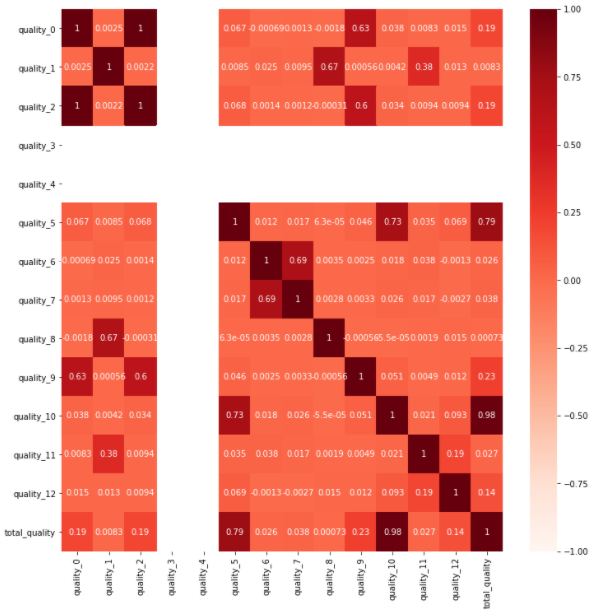 quality_0 1 0.0025 1 0.067 -0.00069 0.0013 -0.0018 0.63 0.038 0.0083 0.015 0.19
quality_1 0.0025 1 0.0022 0.0085 0.025 0.0095 0.67 0.00056 0.0042 0.38 0.013 0.0083
quality_2 1 0.0022 1 0.068 0.0014 0.0012 -0.00031 0.6 0.034 0.0094 0.0094 0.19
quality_3
quality_4
quality_5 0.067 0.0085 0.068 1 0.012 0.017 6.3e-05 0.046 0.73 0.035 0.069 0.79
quality_6 -0.00069 0.025 0.0014 0.012 1 0.69 0.0035 0.0025 0.018 0.038 -0.0013 0.026
quality_7 0.0013 0.0095 0.0012 0.017 0.69 1 0.0028 0.0033 0.026 0.017 -0.0027 0.038
quality_8 -0.0018 0.67 -0.00031 6.3e-05 0.0035 0.0028 1 -0.00056 -5.5e-05 0.0019 0.015 0.00073
quality_9 0.63 0.00056 0.6 0.046 0.0025 0.0033 -0.00056 1 0.051 0.0049 0.012 0.23
quality_10 0.038 0.0042 0.034 0.73 0.018 0.026 -5.5e-05 0.051 1 0.021 0.093 0.98
quality_11 0.0083 0.38 0.0094 0.035 0.038 0.017 0.0019 0.0049 0.021 1 0.19 0.027
quality_12 0.015 0.013 0.0094 0.069 -0.0013 -0.0027 0.015 0.012 0.093 0.19 1 0.14
total_quality 0.19 0.0083 0.19 0.79 0.026 0.038 0.00073 0.23 0.98 0.027 0.14 1
quality_0 quality_1 quality_2 quality_3 quality_4 quality_5 quality_6 quality_7 quality_8 quality_9 quality_10 quality_11 quality_12 total_quality
1.00
0.75
0.50
0.25
0.00
−0.25
−0.50
−0.75
−1.00